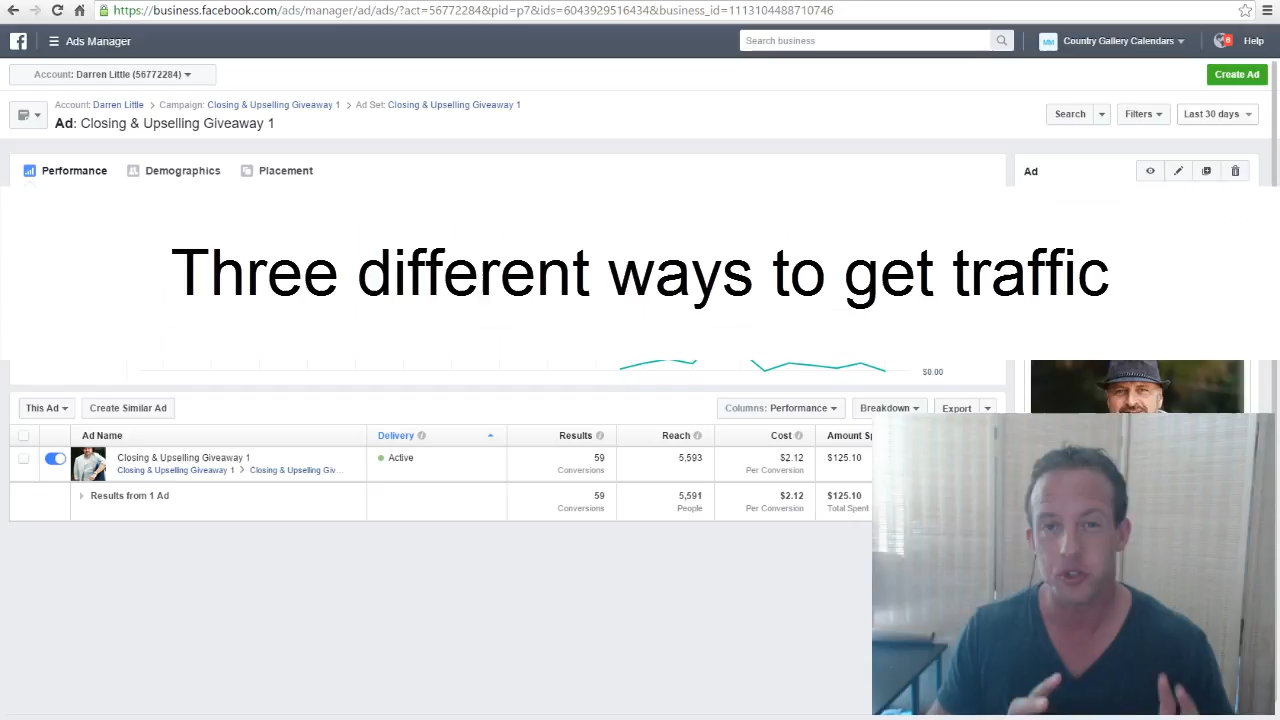 https://business.facebook.com/ads/manager/ad/ads/?act=56772284&pid=p7&ids=6043929516434&business_id=1113104488710746
Ads Manager
Search business
MM
Country Gallery Calendars
6
Help
Account: Darren Little (56772284)
Create Ad
Account: Darren Little > Campaign: Closing & Upselling Giveaway 1 > Ad Set: Closing & Upselling Giveaway 1
Ad: Closing & Upselling Giveaway 1
Search
Filters
Last 30 days
Performance
Demographics
Placement
Ad
Three different ways to get traffic
$0.00
This Ad
Create Similar Ad
Columns: Performance
Breakdown
Export
Ad Name
Delivery
Results
Reach
Cost
Amount Sp
Closing & Upselling Giveaway 1
Closing & Upselling Giveaway 1 > Closing & Upselling Giv...
Active
59
Conversions
5,593
$2.12
Per Conversion
$125.10
Results from 1 Ad
59
Conversions
5,591
People
$2.12
Per Conversion
$125.10
Total Spent